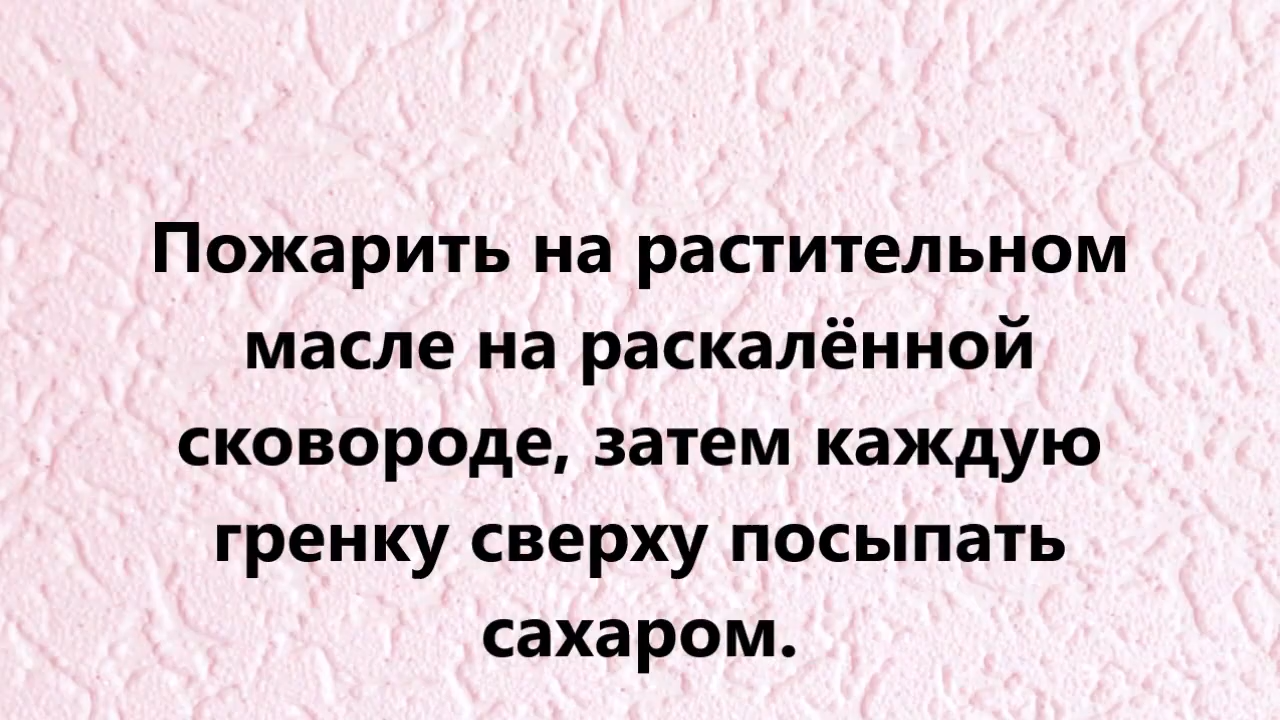 Пожарить на растительном
масле на раскалённой
сковороде, затем каждую
гренку сверху посыпать
сахаром.